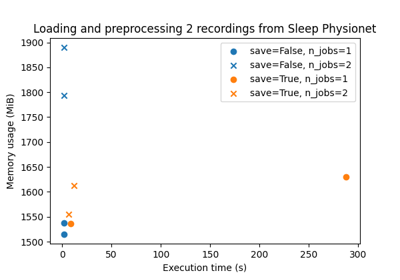 Loading and preprocessing 2 recordings from Sleep Physionet
1900
1850
1800
1750
1700
1650
1600
1550
1500
Memory usage (MiB)
save=False, n_jobs=1
save=False, n_jobs=2
save=True, n_jobs=1
save=True, n_jobs=2
0 50 100 150 200 250 300
Execution time (s)